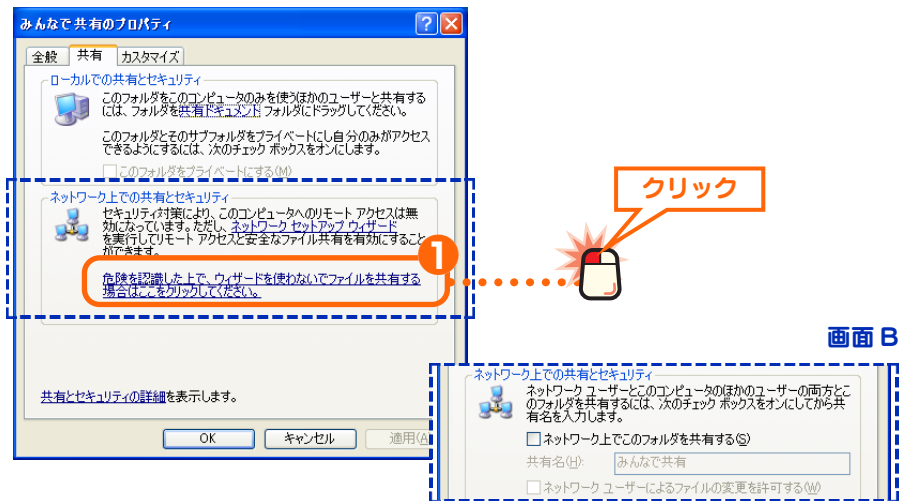 みんなで共有のプロパティ
全般 共有 カスタマイズ
ローカルでの共有とセキュリティ
このフォルダをこのコンピュータのみを使うほかのユーザーと共有する
には、フォルダを共有ドキュメント フォルダにドラッグしてください。
このフォルダとそのサブフォルダをプライベートにし自分のみがアクセス
できるようにするには、次のチェック ボックスをオンにします。
このフォルダをプライベートにする(M)
ネットワーク上での共有とセキュリティ
セキュリティ対策により、このコンピュータへのリモート アクセスは無
効になっています。ただし、ネットワーク セットアップ ウィザード
を実行してリモート アクセスと安全なファイル共有を有効にすること
ができます。
危険を認識した上で、ウィザードを使わないでファイルを共有する
場合はここをクリックしてください。
1
クリック
共有とセキュリティの詳細を表示します。
OK キャンセル 適用(A
画面 B
ネットワーク上での共有とセキュリティ
ネットワーク ユーザーとこのコンピュータのほかのユーザーの両方とこ
のフォルダを共有するには、次のチェック ボックスをオンにしてから共
有名を入力します。
ネットワーク上でこのフォルダを共有する(S)
共有名(H): みんなで共有
ネットワーク ユーザーによるファイルの変更を許可する(W)